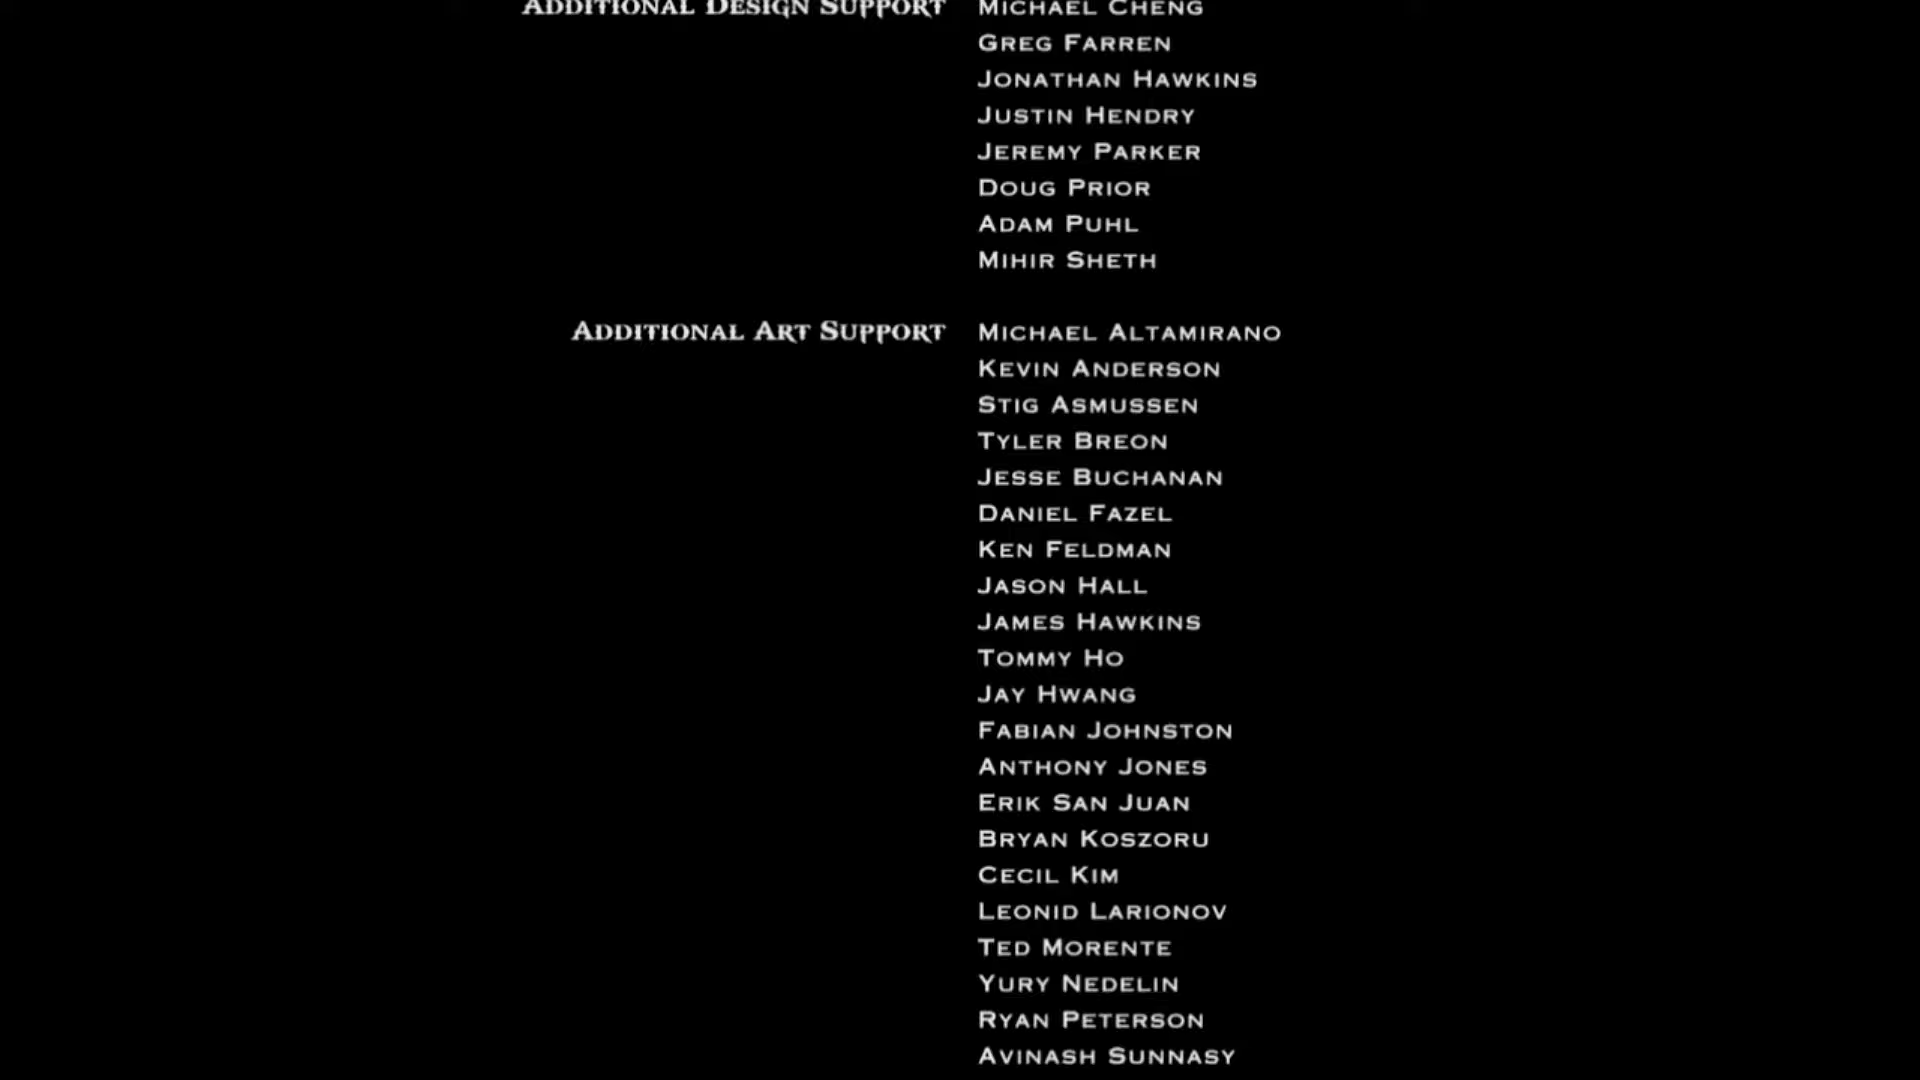 Additional Design Support Michael Cheng
Greg Farren
Jonathan Hawkins
Justin Hendry
Jeremy Parker
Doug Prior
Adam Puhl
Mihir Sheth
Additional Art Support Michael Altamirano
Kevin Anderson
Stig Asmussen
Tyler Breon
Jesse Buchanan
Daniel Fazel
Ken Feldman
Jason Hall
James Hawkins
Tommy Ho
Jay Hwang
Fabian Johnston
Anthony Jones
Erik San Juan
Bryan Koszoru
Cecil Kim
Leonid Larionov
Ted Morente
Yury Nedelin
Ryan Peterson
Avinash Sunnasy